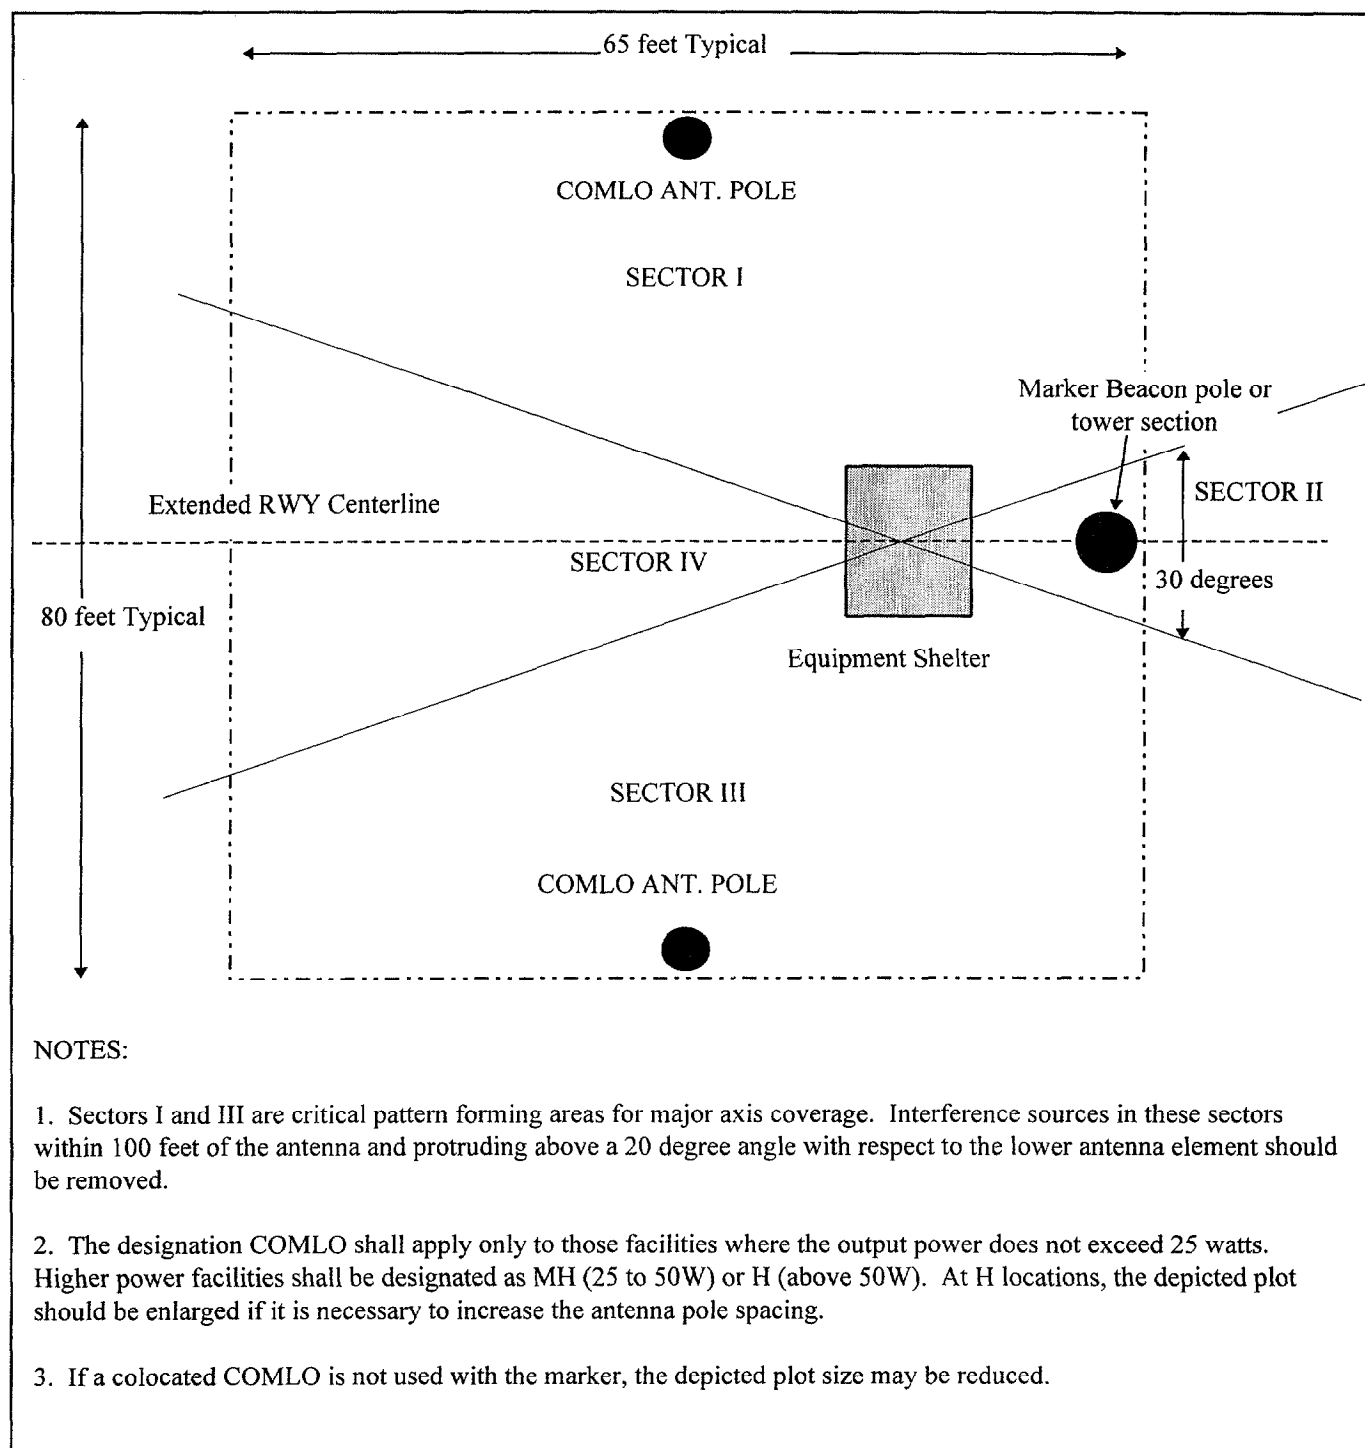 65 feet Typical
COMLO ANT. POLE
SECTOR I
Marker Beacon pole or
tower section
Extended RWY Centerline
SECTOR II
SECTOR IV
30 degrees
80 feet Typical
Equipment Shelter
SECTOR III
COMLO ANT. POLE
NOTES:
1. Sectors I and III are critical pattern forming areas for major axis coverage. Interference sources in these sectors
within 100 feet of the antenna and protruding above a 20 degree angle with respect to the lower antenna element should
be removed.
2. The designation COMLO shall apply only to those facilities where the output power does not exceed 25 watts.
Higher power facilities shall be designated as MH (25 to 50W) or H (above 50W). At H locations, the depicted plot
should be enlarged if it is necessary to increase the antenna pole spacing.
3. If a colocated COMLO is not used with the marker, the depicted plot size may be reduced.